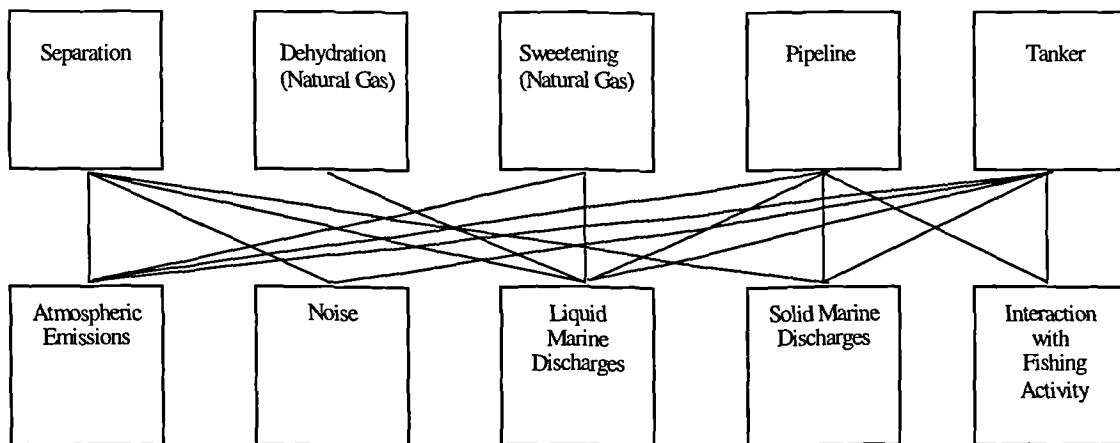 Separation
Dehydration
(Natural Gas)
Sweetening
(Natural Gas)
Pipeline
Tanker
Atmospheric
Emissions
Noise
Liquid
Marine
Discharges
Solid Marine
Discharges
Interaction
with
Fishing
Activity